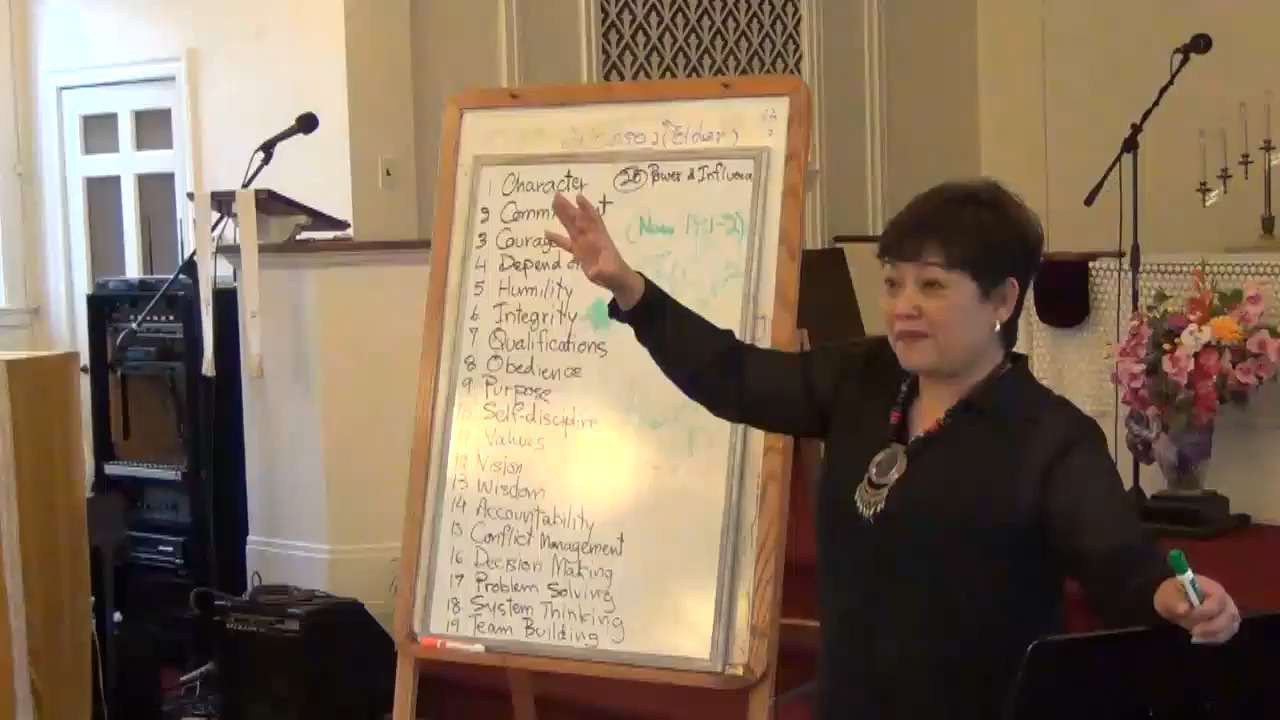 (Elder)
1 Character
20 Power & Influence
2
3 Courage
4 Depend
5 Humility
6 Integrity
7 Qualifications
8 Obedience
9 Purpose
10 Self-discipline
11 Values
12 Vision
13 Wisdom
14 Accountability
15 Conflict Management
16 Decision Making
17 Problem Solving
18 System Thinking
19 Team Building